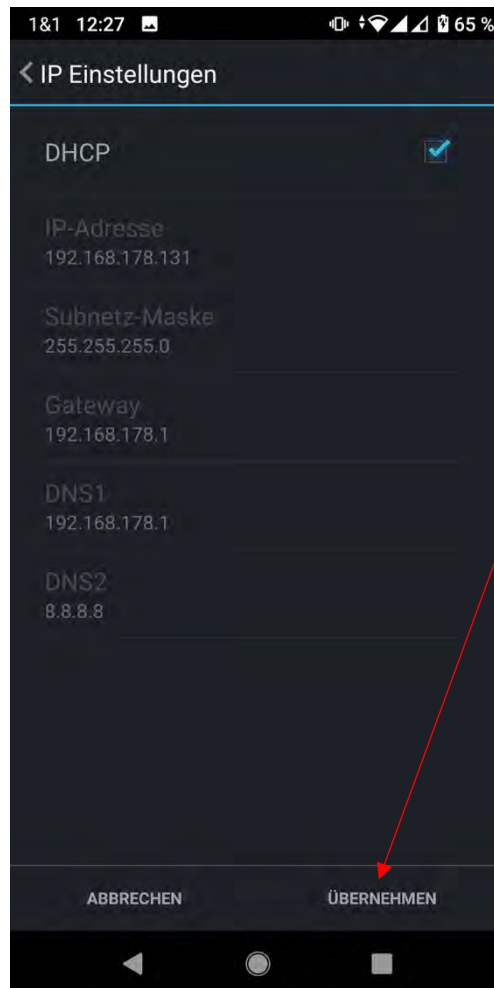 1&1 12:27 65 %
IP Einstellungen
DHCP
IP-Adresse
192.168.178.131
Subnetz-Maske
255.255.255.0
Gateway
192.168.178.1
DNS1
192.168.178.1
DNS2
8.8.8.8
ABBRECHEN ÜBERNEHMEN